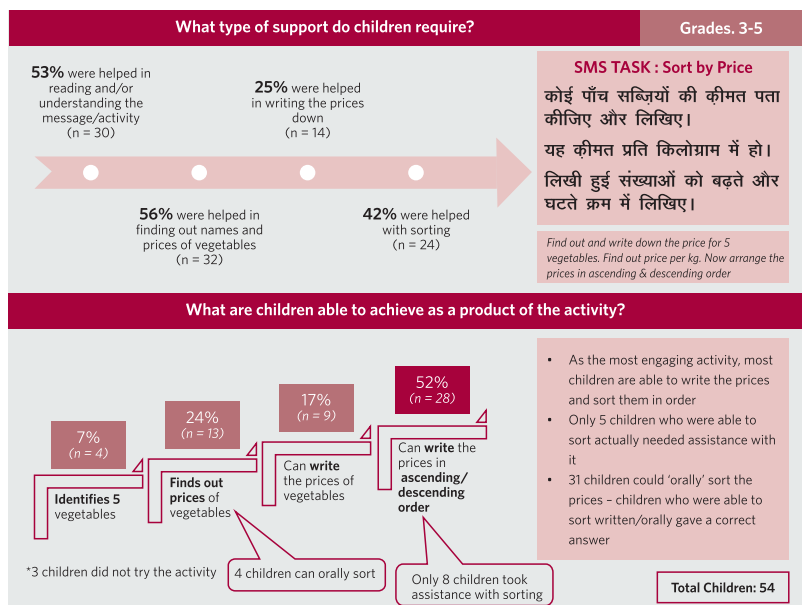 What type of support do children require?
Grades. 3-5
53% were helped in
reading and/or
understanding the
message/activity
(n = 30)
25% were helped
in writing the prices
down
(n = 14)
56% were helped in
finding out names and
prices of vegetables
(n = 32)
42% were helped
with sorting
(n = 24)
SMS TASK : Sort by Price
कोई पाँच सब्ज़ियों की क़ीमत पता
कीजिए और लिखिए।
यह क़ीमत प्रति किलोग्राम में हो।
लिखी हुई संख्याओं को बढ़ते और
घटते क्रम में लिखिए।
Find out and write down the price for 5
vegetables. Find out price per kg. Now arrange the
prices in ascending & descending order
What are children able to achieve as a product of the activity?
7%
(n = 4)
Identifies 5
vegetables
24%
(n = 13)
Finds out
prices of
vegetables
17%
(n = 9)
Can write
the prices of
vegetables
52%
(n = 28)
Can write the
prices in
ascending/
descending
order
*3 children did not try the activity
4 children can orally sort
Only 8 children took
assistance with sorting
• As the most engaging activity, most
children are able to write the prices
and sort them in order
• Only 5 children who were able to
sort actually needed assistance with
it
• 31 children could ‘orally’ sort the
prices – children who were able to
sort written/orally gave a correct
answer
Total Children: 54